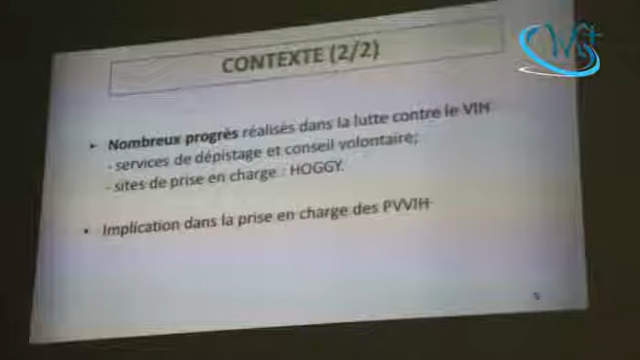 CONTEXTE (2/2)
▸ Nombreux progrès réalisés dans la lutte contre le VIH
- services de dépistage et conseil volontaire;
- sites de prise en charge : HOGGY.
• Implication dans la prise en charge des PVVIH